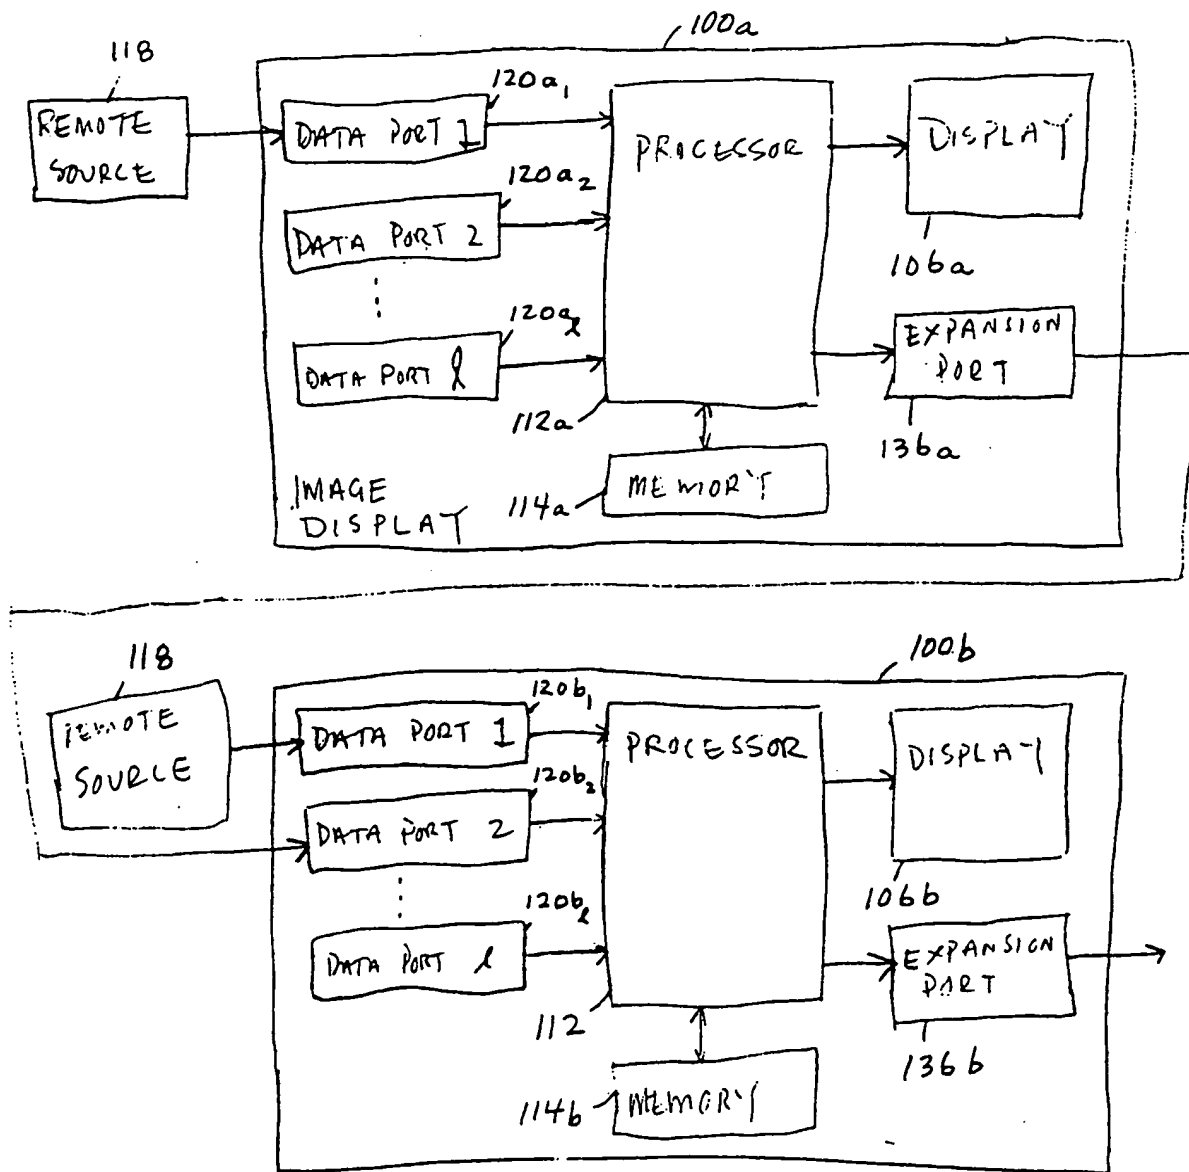 100a
118
REMOTE
SOURCE
120a1
DATA PORT 1
PROCESSOR
DISPLAY
120a2
DATA PORT 2
106a
120al
DATA PORT l
EXPANSION
PORT
112a
136a
114a
MEMORY
IMAGE
DISPLAY
100b
118
REMOTE
SOURCE
120b1
DATA PORT 1
PROCESSOR
DISPLAY
120b2
DATA PORT 2
106b
120bl
DATA PORT l
EXPANSION
PORT
112
136b
114b
MEMORY